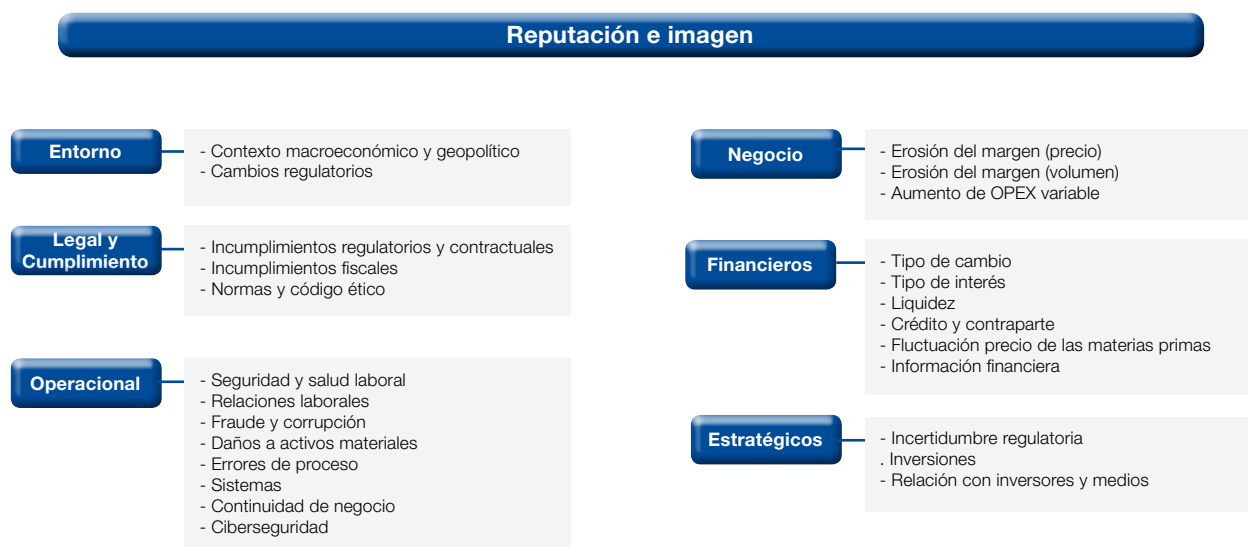 Reputación e imagen
Entorno
- Contexto macroeconómico y geopolítico
- Cambios regulatorios
Legal y
Cumplimiento
- Incumplimientos regulatorios y contractuales
- Incumplimientos fiscales
- Normas y código ético
Operacional
- Seguridad y salud laboral
- Relaciones laborales
- Fraude y corrupción
- Daños a activos materiales
- Errores de proceso
- Sistemas
- Continuidad de negocio
- Ciberseguridad
Negocio
- Erosión del margen (precio)
- Erosión del margen (volumen)
- Aumento de OPEX variable
Financieros
- Tipo de cambio
- Tipo de interés
- Liquidez
- Crédito y contraparte
- Fluctuación precio de las materias primas
- Información financiera
Estratégicos
- Incertidumbre regulatoria
. Inversiones
- Relación con inversores y medios